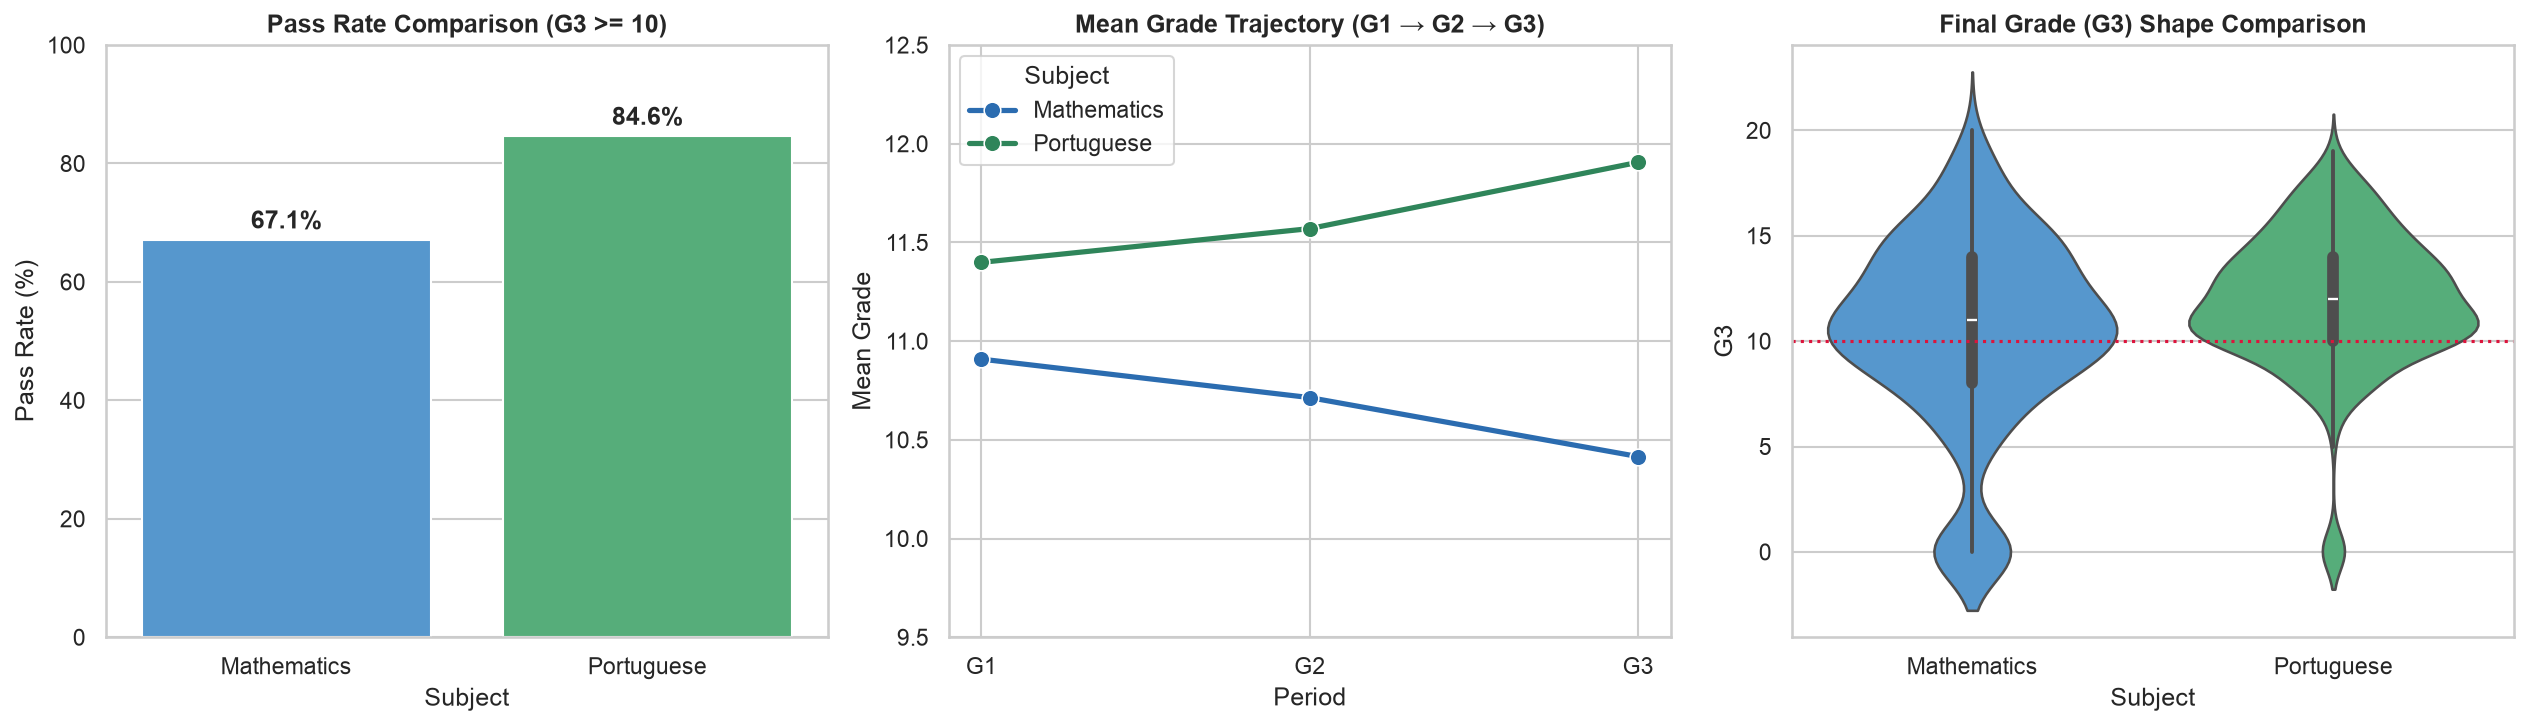 Pass Rate Comparison (G3 >= 10)
Pass Rate (%)
100
80
60
40
20
0
67.1%
84.6%
Mathematics
Portuguese
Subject
Mean Grade Trajectory (G1 → G2 → G3)
Mean Grade
12.5
12.0
11.5
11.0
10.5
10.0
9.5
Subject
Mathematics
Portuguese
G1
G2
G3
Period
Final Grade (G3) Shape Comparison
G3
20
15
10
5
0
Mathematics
Portuguese
Subject